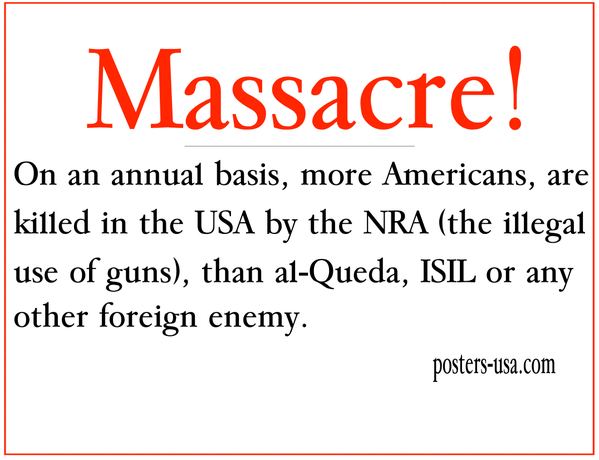 Massacre!
On an annual basis, more Americans, are
killed in the USA by the NRA (the illegal
use of guns), than al-Queda, ISIL or any
other foreign enemy.
posters-usa.com